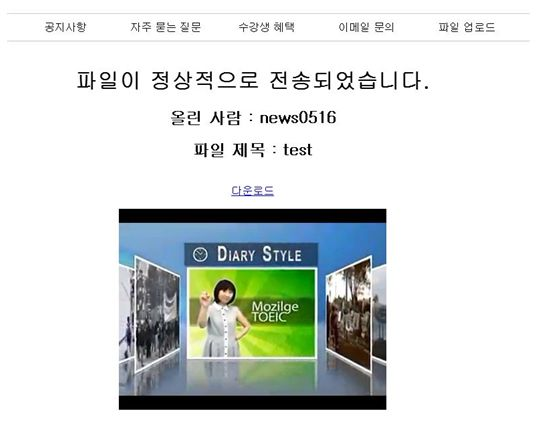 공지사항 자주 묻는 질문 수강생 혜택 이메일 문의 파일 업로드
파일이 정상적으로 전송되었습니다.
올린 사람 : news0516
파일 제목 : test
다운로드
DIARY STYLE
Mozilge
TOEIC